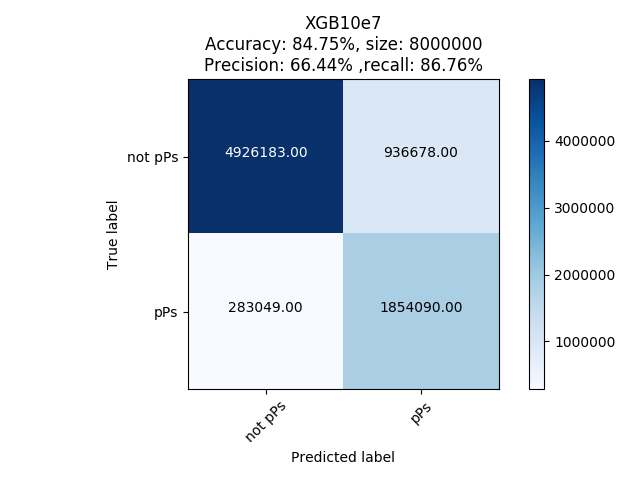 XGB10e7
Accuracy: 84.75%, size: 8000000
Precision: 66.44% ,recall: 86.76%
not pPs
4926183.00
936678.00
pPs
283049.00
1854090.00
True label
not pPs
pPs
Predicted label
4000000
3000000
2000000
1000000